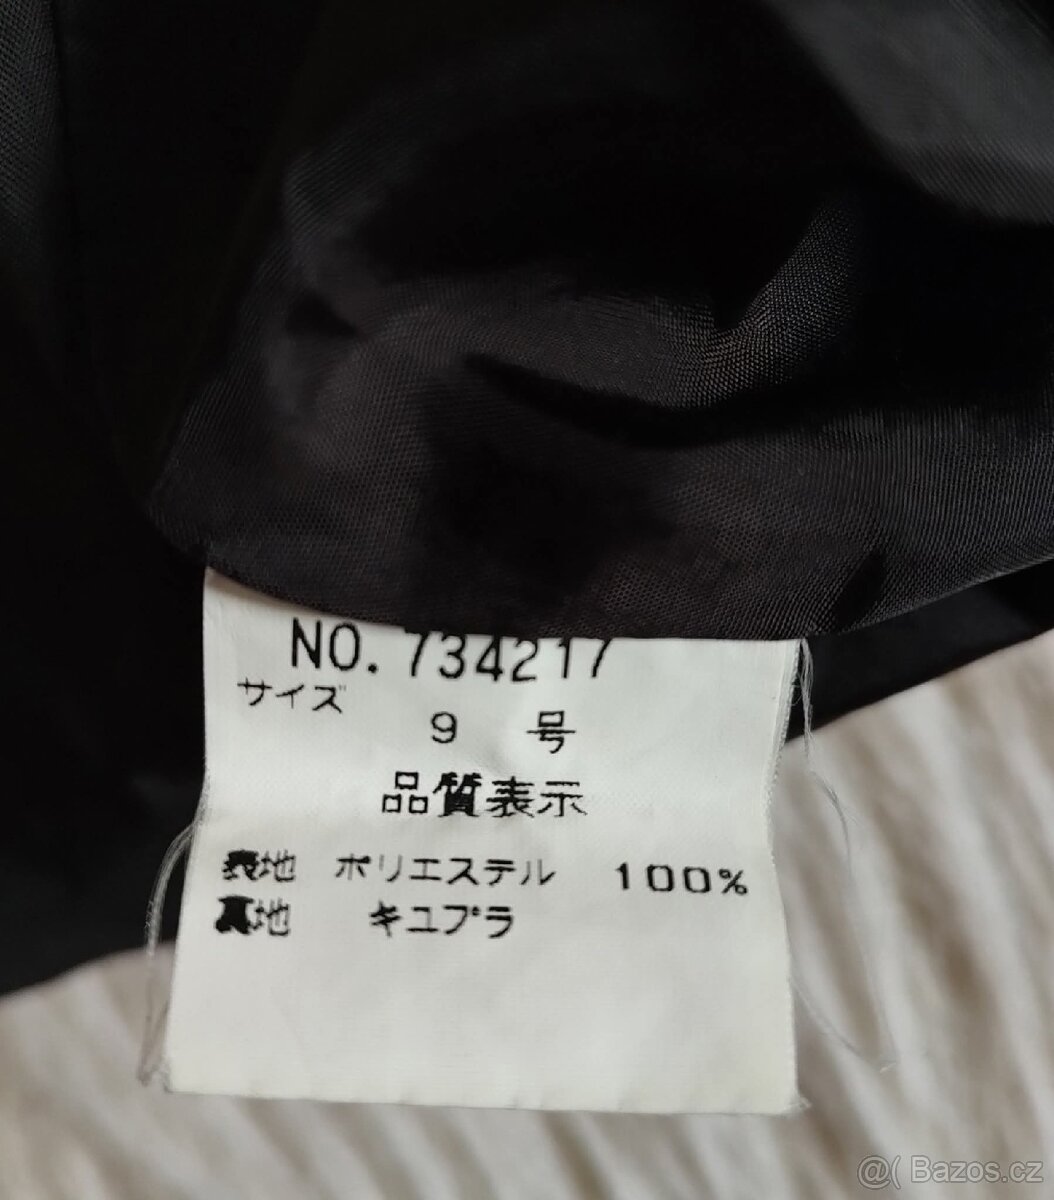 NO. 734217
サイズ
9 号
品質表示
表地 ポリエステル 100%
裏地 キュプラ
@( Bazos.cz